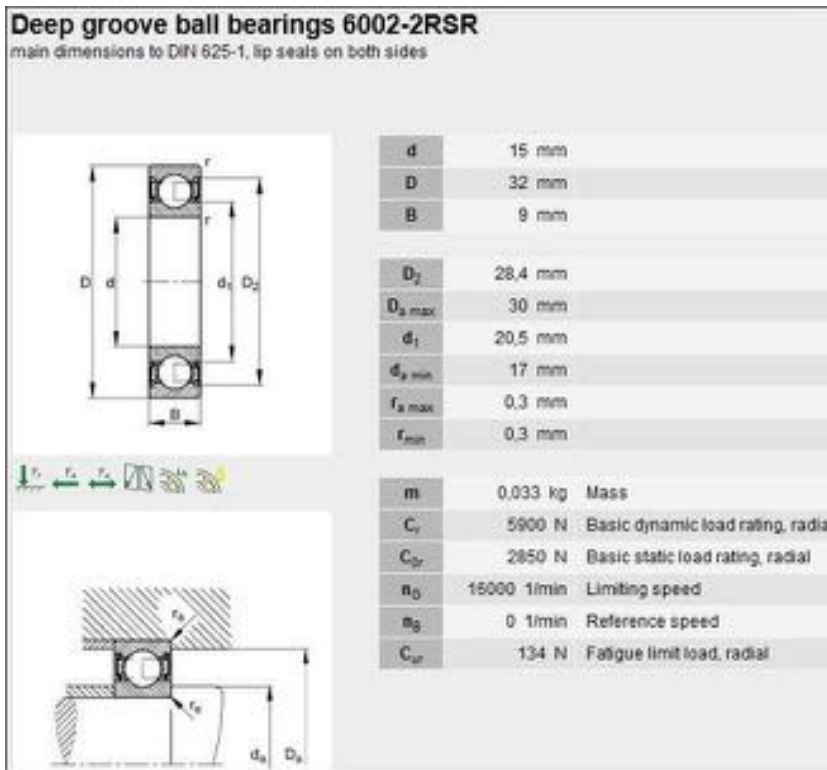 Deep groove ball bearings 6002-2RSR
main dimensions to DIN 625-1, lip seals on both sides
r
r
D d d₁ D₂
B
d 15 mm
D 32 mm
B 9 mm
D₂ 28,4 mm
Da max 30 mm
d₁ 20,5 mm
da min 17 mm
ra max 0,3 mm
rmin 0,3 mm
m 0,033 kg Mass
Cr 5900 N Basic dynamic load rating, radia
C0r 2850 N Basic static load rating, radial
nG 16000 1/min Limiting speed
nB 0 1/min Reference speed
Cur 134 N Fatigue limit load, radial
ra
ra
da Da